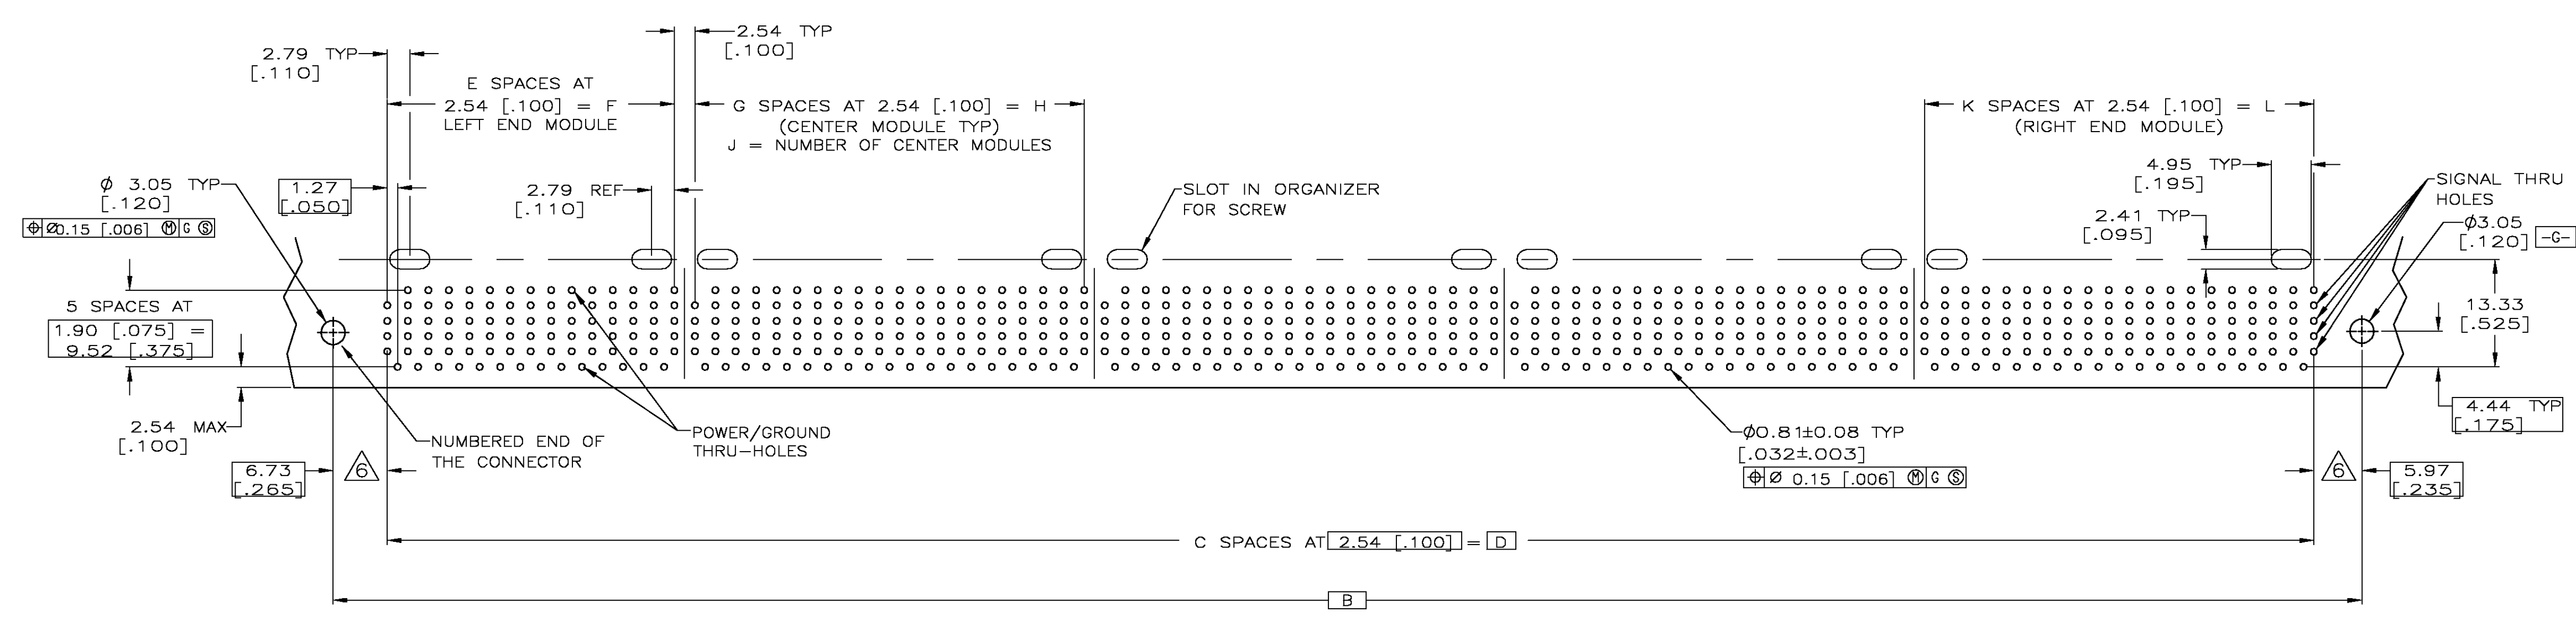 2.54 TYP
[.100]
2.79 TYP
[.110]
E SPACES AT
2.54 [.100] = F
LEFT END MODULE
G SPACES AT 2.54 [.100] = H
(CENTER MODULE TYP)
J = NUMBER OF CENTER MODULES
K SPACES AT 2.54 [.100] = L
(RIGHT END MODULE)
4.95 TYP
[.195]
2.41 TYP
[.095]
SIGNAL THRU
HOLES
Ø3.05
[.120] -G-
Ø 3.05 TYP
[.120]
⌖ Ø0.15 [.006] Ⓜ G Ⓢ
1.27
[.050]
2.79 REF
[.110]
SLOT IN ORGANIZER
FOR SCREW
5 SPACES AT
1.90 [.075] =
9.52 [.375]
13.33
[.525]
4.44 TYP
[.175]
2.54 MAX
[.100]
NUMBERED END OF
THE CONNECTOR
POWER/GROUND
THRU-HOLES
Ø0.81±0.08 TYP
[.032±.003]
⌖ Ø 0.15 [.006] Ⓜ G Ⓢ
6.73
[.265]
6
6
5.97
[.235]
C SPACES AT 2.54 [.100] = D
B